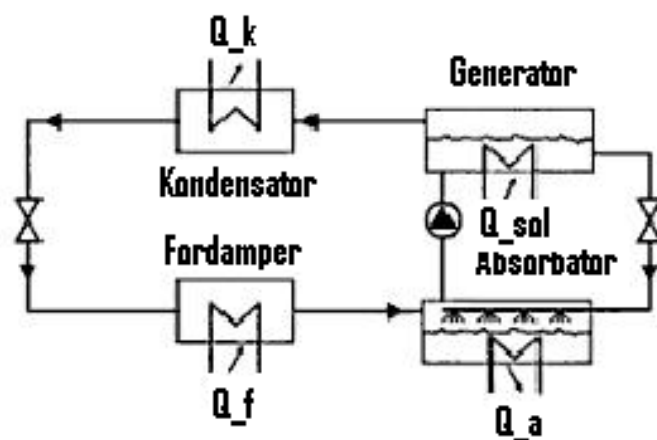 Q_k
Generator
Kondensator
Q_sol
Fordamper
Absorbator
Q_f
Q_a